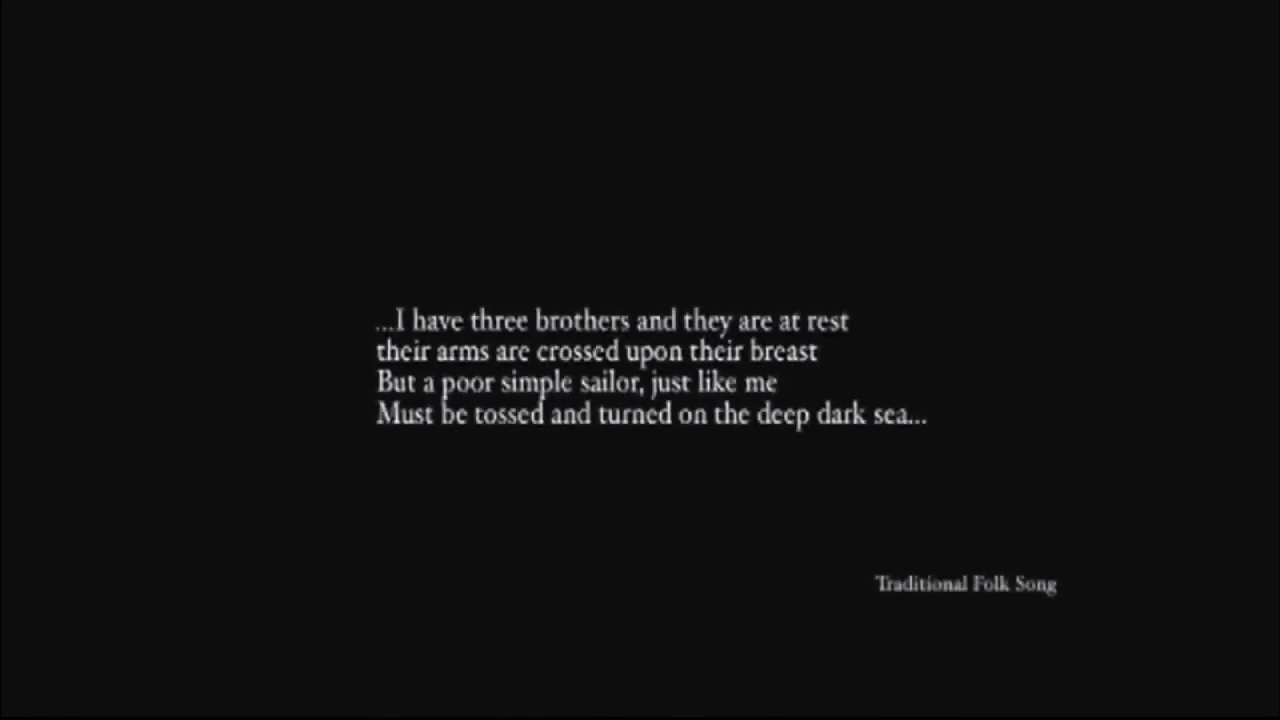 ...I have three brothers and they are at rest
their arms are crossed upon their breast
But a poor simple sailor, just like me
Must be tossed and turned on the deep dark sea...
Traditional Folk Song